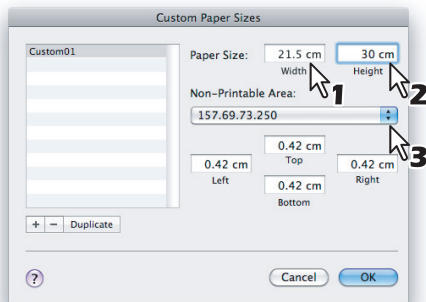 Custom Paper Sizes
Custom01
Paper Size: 21.5 cm 30 cm
Width Height
1 2
Non-Printable Area:
157.69.73.250
3
0.42 cm
Top
0.42 cm 0.42 cm
Left Right
0.42 cm
Bottom
+ − Duplicate
? Cancel OK